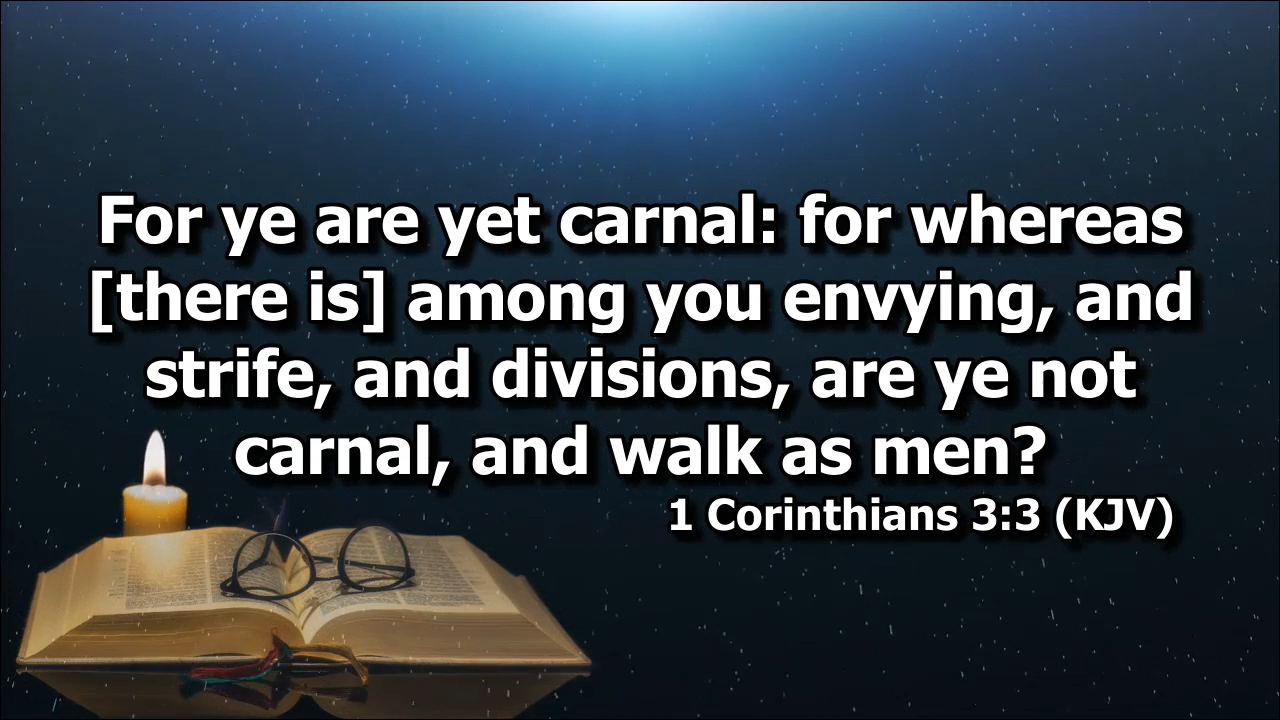 For ye are yet carnal: for whereas
[there is] among you envying, and
strife, and divisions, are ye not
carnal, and walk as men?
1 Corinthians 3:3 (KJV)